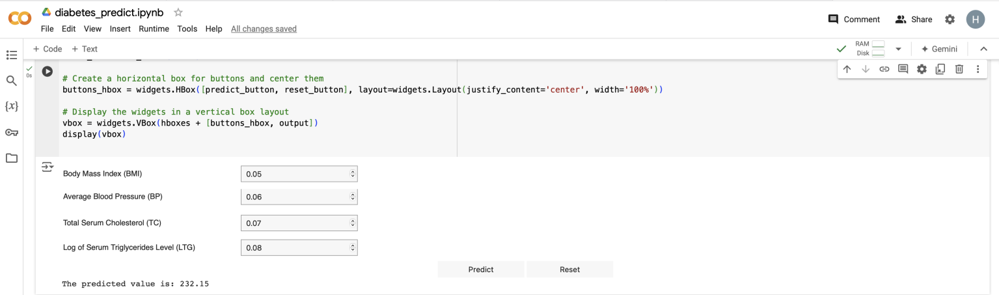 diabetes_predict.ipynb
File Edit View Insert Runtime Tools Help All changes saved
Comment Share H
+ Code + Text
RAM
Disk
Gemini
0s
# Create a horizontal box for buttons and center them
buttons_hbox = widgets.HBox([predict_button, reset_button], layout=widgets.Layout(justify_content='center', width='100%'))
# Display the widgets in a vertical box layout
vbox = widgets.VBox(hboxes + [buttons_hbox, output])
display(vbox)
Body Mass Index (BMI) 0.05
Average Blood Pressure (BP) 0.06
Total Serum Cholesterol (TC) 0.07
Log of Serum Triglycerides Level (LTG) 0.08
Predict Reset
The predicted value is: 232.15